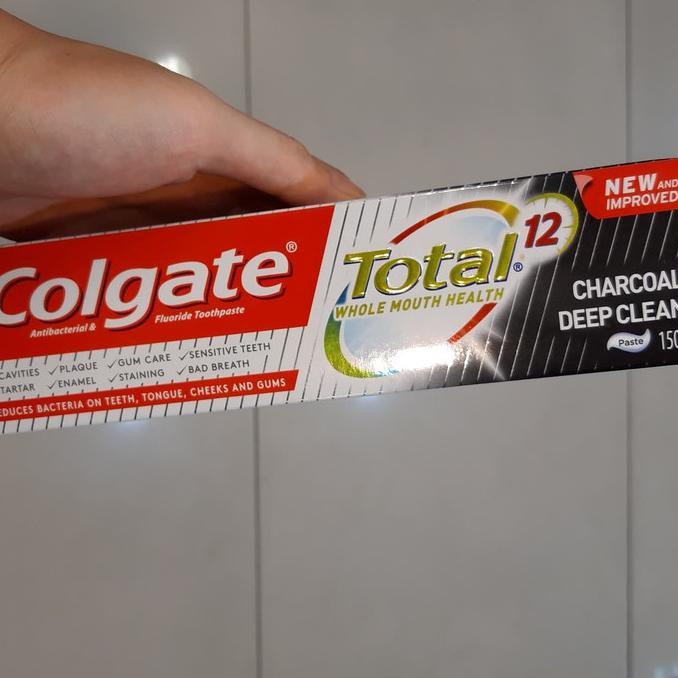 Colgate®
Antibacterial & Fluoride Toothpaste
CAVITIES ✓PLAQUE ✓GUM CARE ✓SENSITIVE TEETH
TARTAR ✓ENAMEL ✓STAINING ✓BAD BREATH
REDUCES BACTERIA ON TEETH, TONGUE, CHEEKS AND GUMS
Total® 12
WHOLE MOUTH HEALTH
NEW AND
IMPROVED
CHARCOAL
DEEP CLEAN
Paste 150